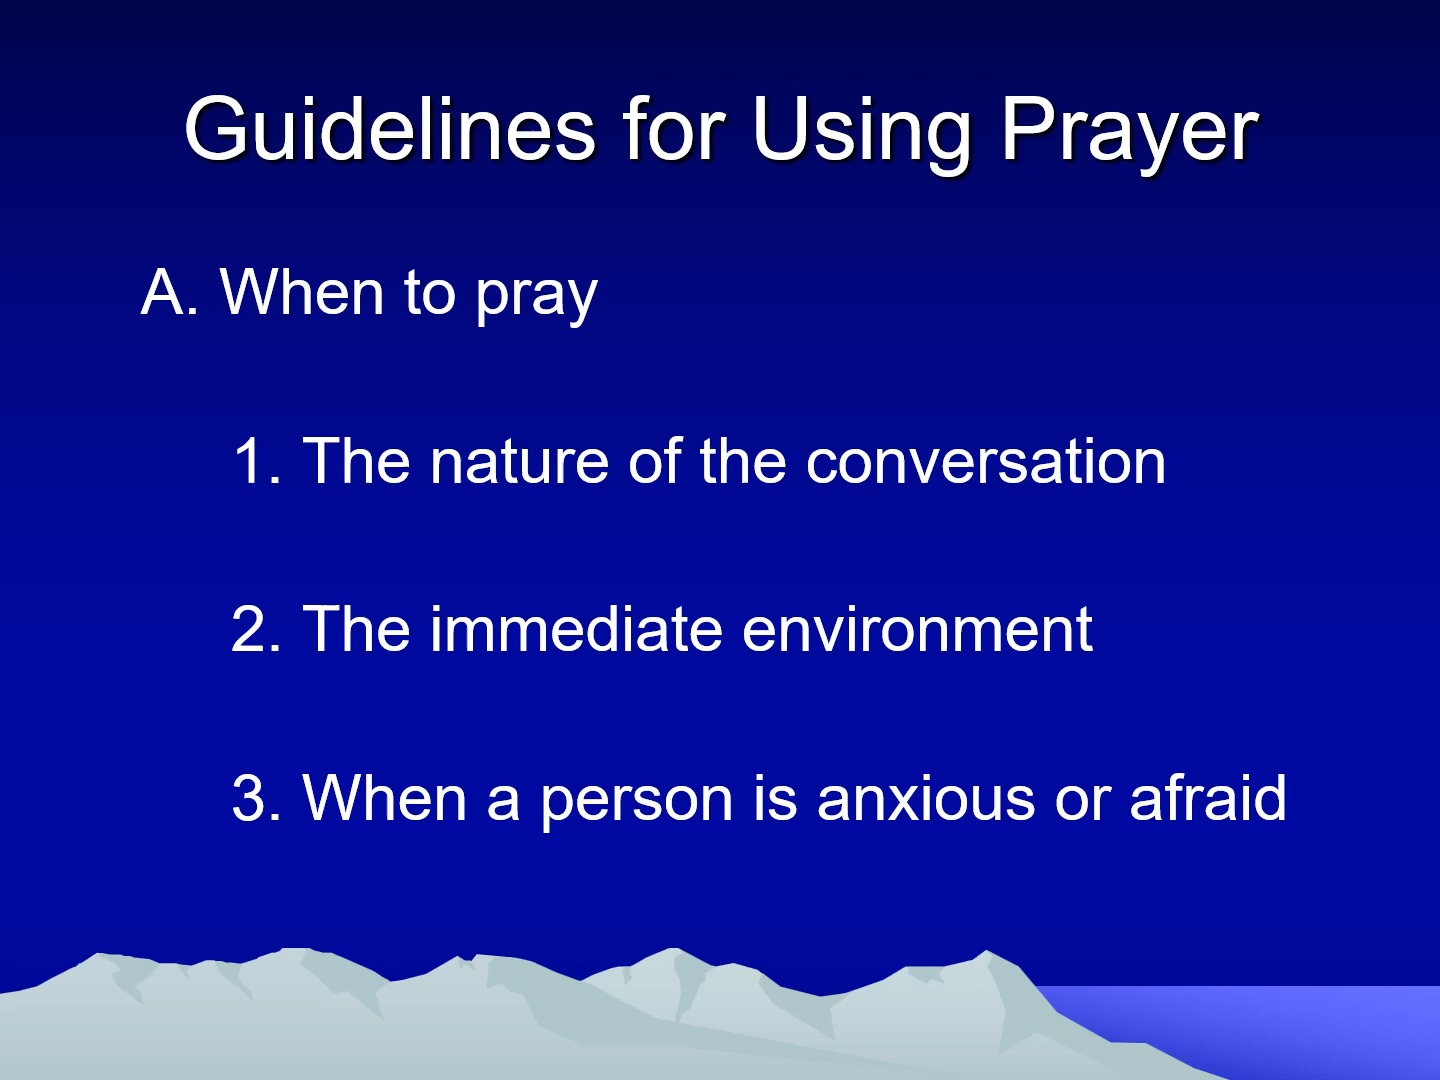 Guidelines for Using Prayer
A. When to pray
1. The nature of the conversation
2. The immediate environment
3. When a person is anxious or afraid